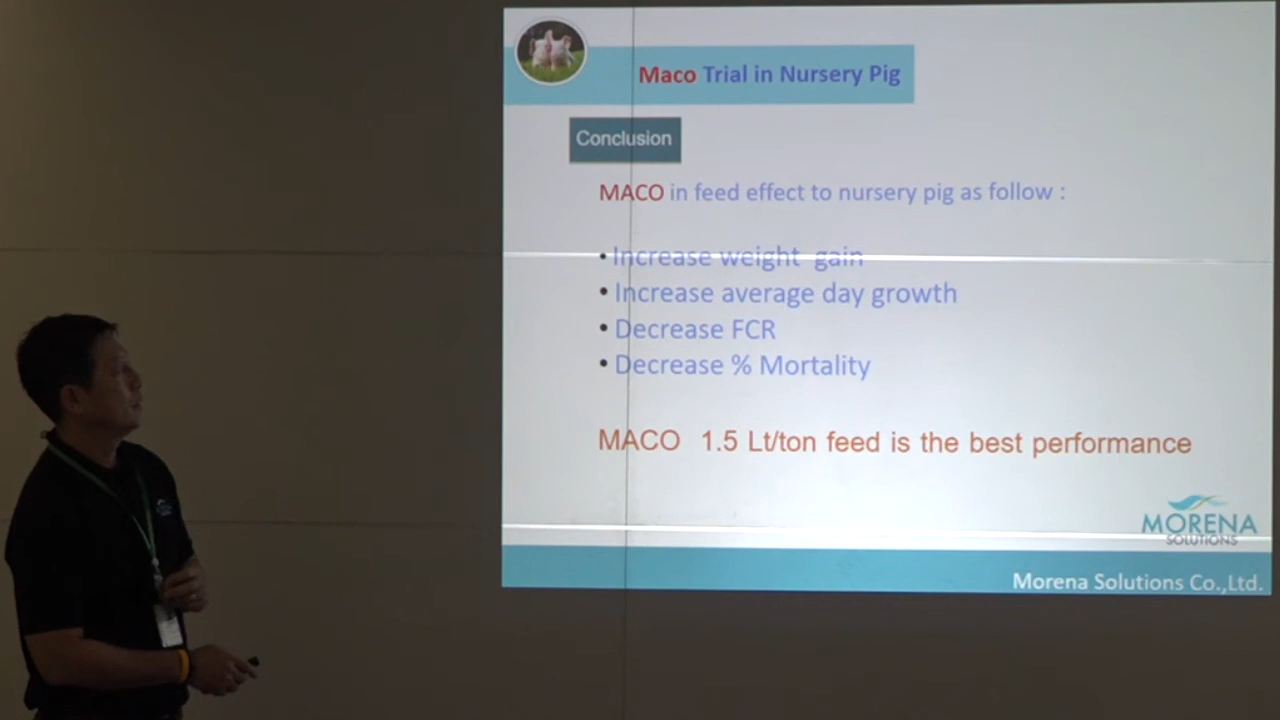 Maco Trial in Nursery Pig
Conclusion
MACO in feed effect to nursery pig as follow :
• Increase weight gain
• Increase average day growth
• Decrease FCR
• Decrease % Mortality
MACO 1.5 Lt/ton feed is the best performance
MORENA
SOLUTIONS
Morena Solutions Co.,Ltd.